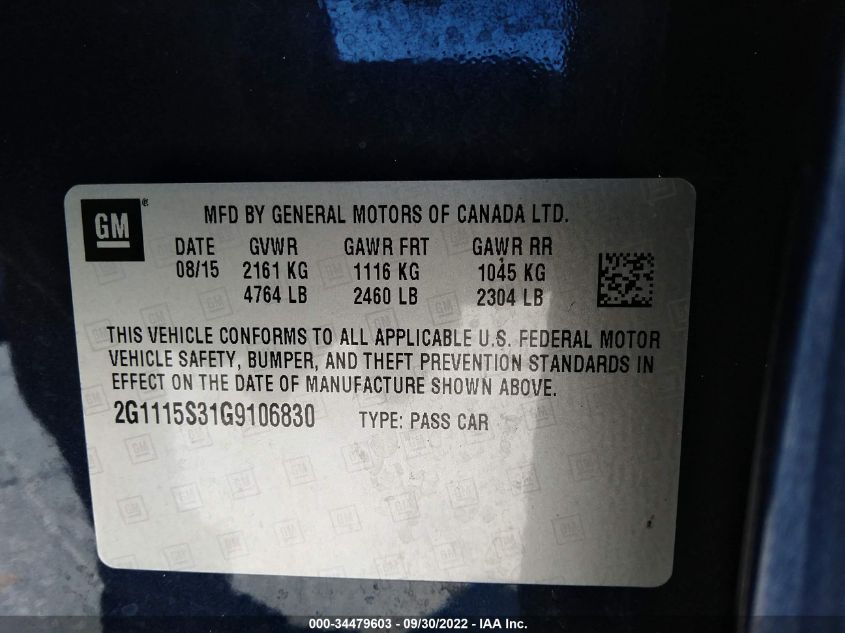 GM ®
MFD BY GENERAL MOTORS OF CANADA LTD.
DATE GVWR GAWR FRT GAWR RR
08/15 2161 KG 1116 KG 1045 KG
4764 LB 2460 LB 2304 LB
THIS VEHICLE CONFORMS TO ALL APPLICABLE U.S. FEDERAL MOTOR
VEHICLE SAFETY, BUMPER, AND THEFT PREVENTION STANDARDS IN
EFFECT ON THE DATE OF MANUFACTURE SHOWN ABOVE.
2G1115S31G9106830 TYPE: PASS CAR
000-34479603 - 09/30/2022 - IAA Inc.